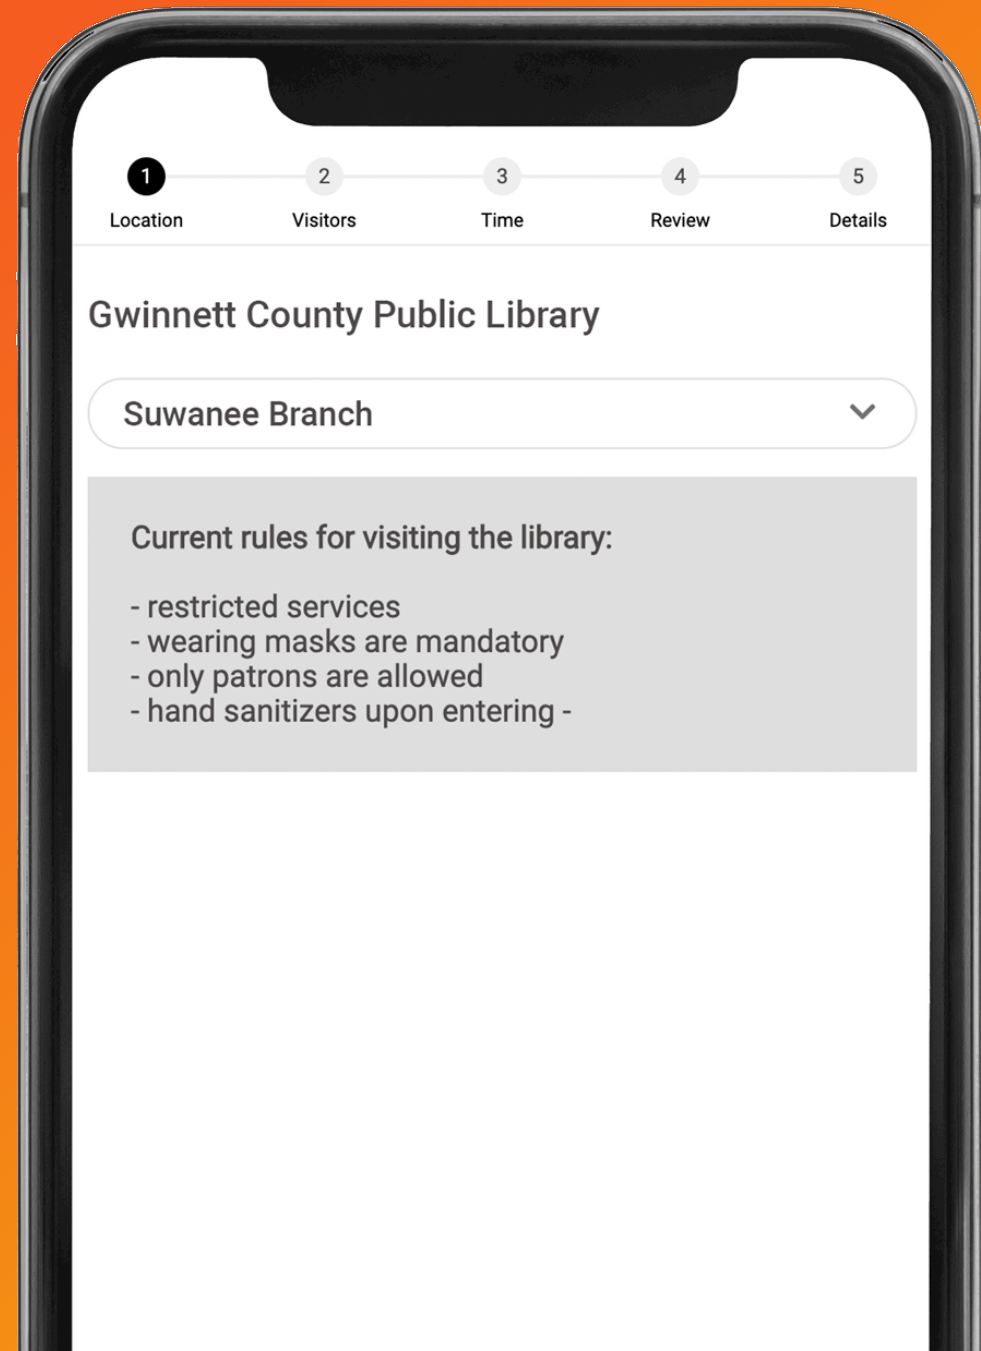 1 2 3 4 5
Location Visitors Time Review Details
Gwinnett County Public Library
Suwanee Branch
Current rules for visiting the library:
- restricted services
- wearing masks are mandatory
- only patrons are allowed
- hand sanitizers upon entering -